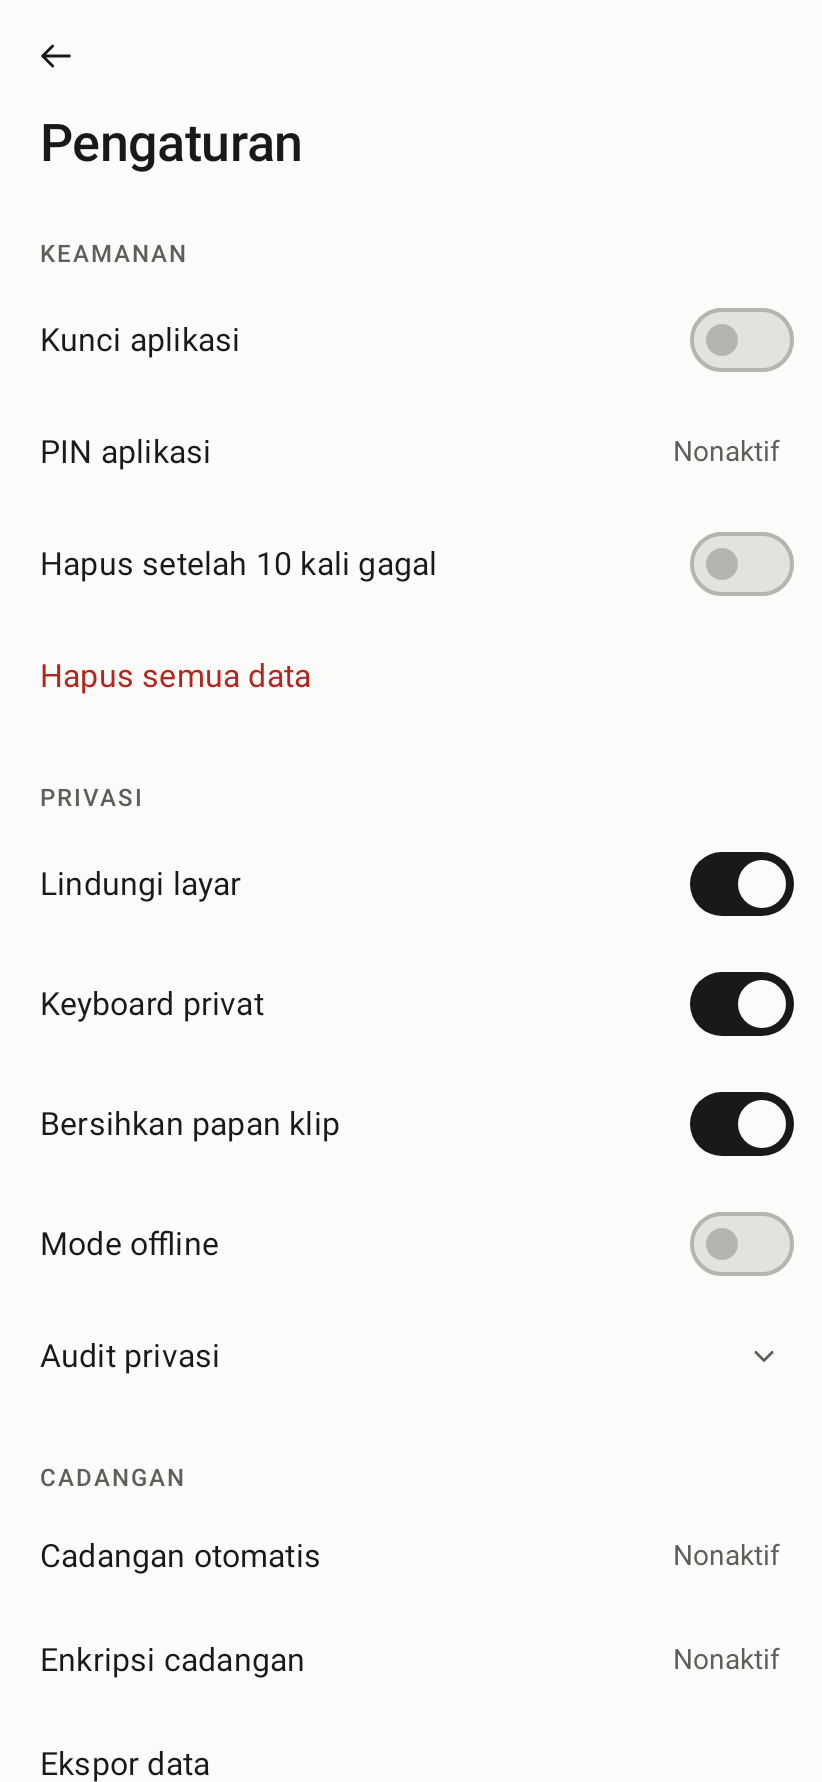 Pengaturan
KEAMANAN
Kunci aplikasi
PIN aplikasi Nonaktif
Hapus setelah 10 kali gagal
Hapus semua data
PRIVASI
Lindungi layar
Keyboard privat
Bersihkan papan klip
Mode offline
Audit privasi
CADANGAN
Cadangan otomatis Nonaktif
Enkripsi cadangan Nonaktif
Ekspor data